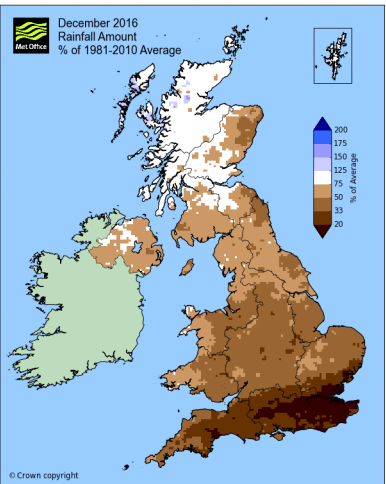 December 2016
Rainfall Amount
% of 1981-2010 Average
Met Office
200
175
150
125
75
50
33
20
% of Average
© Crown copyright